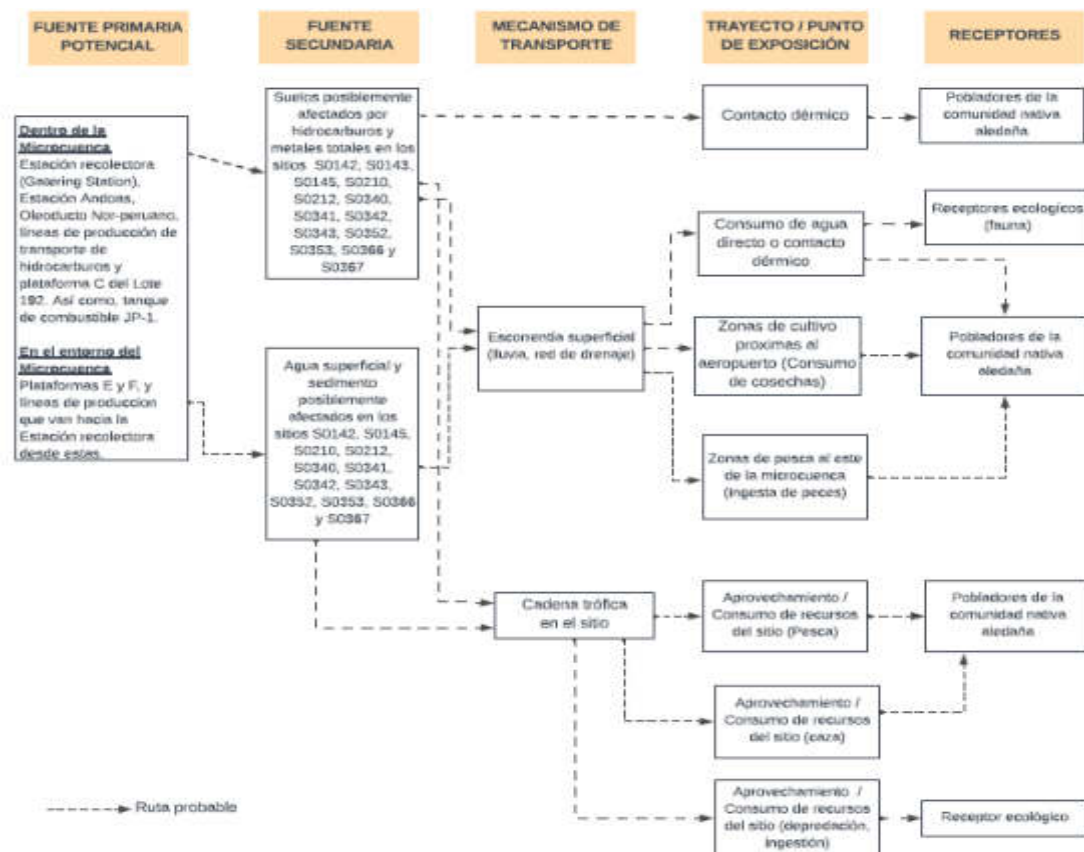 FUENTE PRIMARIA
POTENCIAL
FUENTE
SECUNDARIA
MECANISMO DE
TRANSPORTE
TRAYECTO / PUNTO
DE EXPOSICIÓN
RECEPTORES
Dentro de la
Microcuenca
Estación recolectora
(Gatering Station),
Estación Andoas,
Oleoducto Nor-peruano,
líneas de producción de
transporte de
hidrocarburos y
plataforma C del Lote
192. Así como, tanque
de combustible JP-1.
En el entorno del
Microcuenca
Plataformas E y F, y
líneas de produccion
que van hacia la
Estación recolectora
desde estas.
Suelos posiblemente
afectados por
hidrocarburos y
metales totales en los
sitios S0142, S0143,
S0145, S0210,
S0212, S0340,
S0341, S0342,
S0343, S0352,
S0353, S0366 y
S0367
Agua superficial y
sedimento
posiblemente
afectados en los
sitios S0142, S0145,
S0210, S0212,
S0340, S0341,
S0342, S0343,
S0352, S0353, S0366
y S0367
Esconentía superficial
(lluvia, red de drenaje)
Cadena trófica
en el sitio
Contacto dérmico
Consumo de agua
directo o contacto
dérmico
Zonas de cultivo
proximas al
aeropuerto (Consumo
de cosechas)
Zonas de pesca al este
de la microcuenca
(ingesta de peces)
Aprovechamiento /
Consumo de recursos
del sitio (Pesca)
Aprovechamiento /
Consumo de recursos
del sitio (caza)
Aprovechamiento /
Consumo de recursos
del sitio (depredación,
ingestión)
Pobladores de la
comunidad nativa
aledaña
Receptores ecologicos
(fauna)
Pobladores de la
comunidad nativa
aledaña
Pobladores de la
comunidad nativa
aledaña
Receptor ecológico
Ruta probable